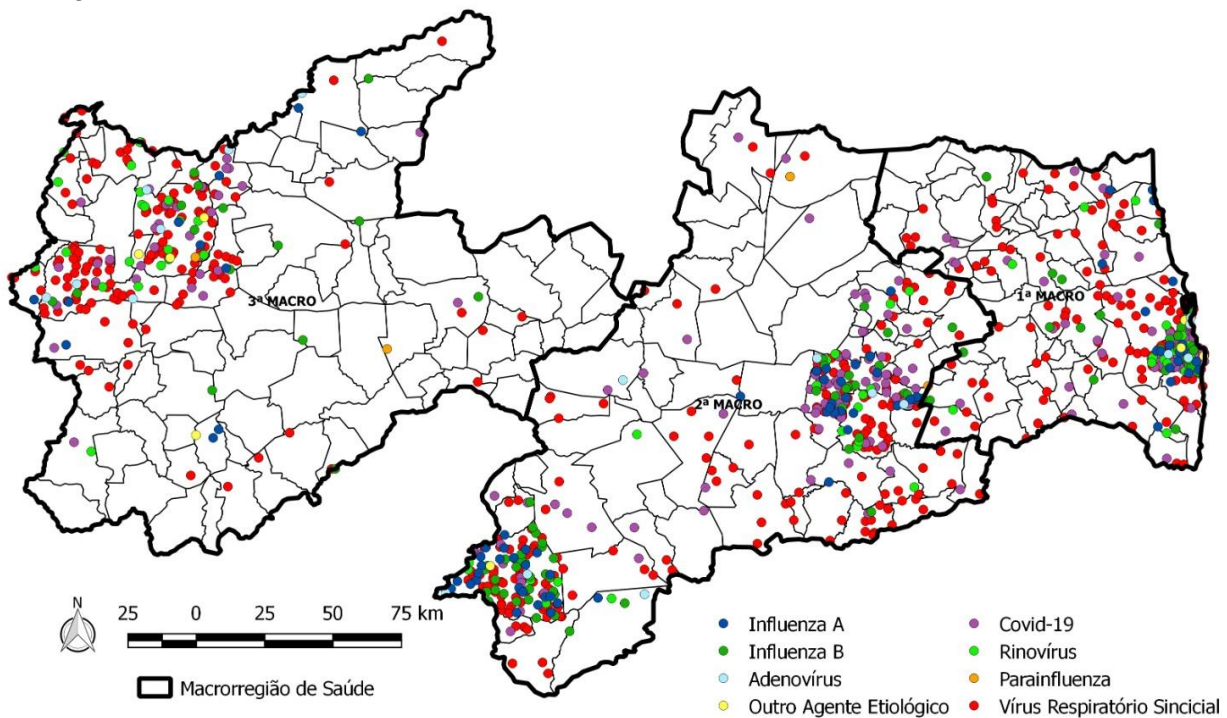 3ª MACRO
1ª MACRO
2ª MACRO
N
25 0 25 50 75 km
Macrorregião de Saúde
Influenza A
Influenza B
Adenovírus
Outro Agente Etiológico
Covid-19
Rinovírus
Parainfluenza
Vírus Respiratório Sincicial